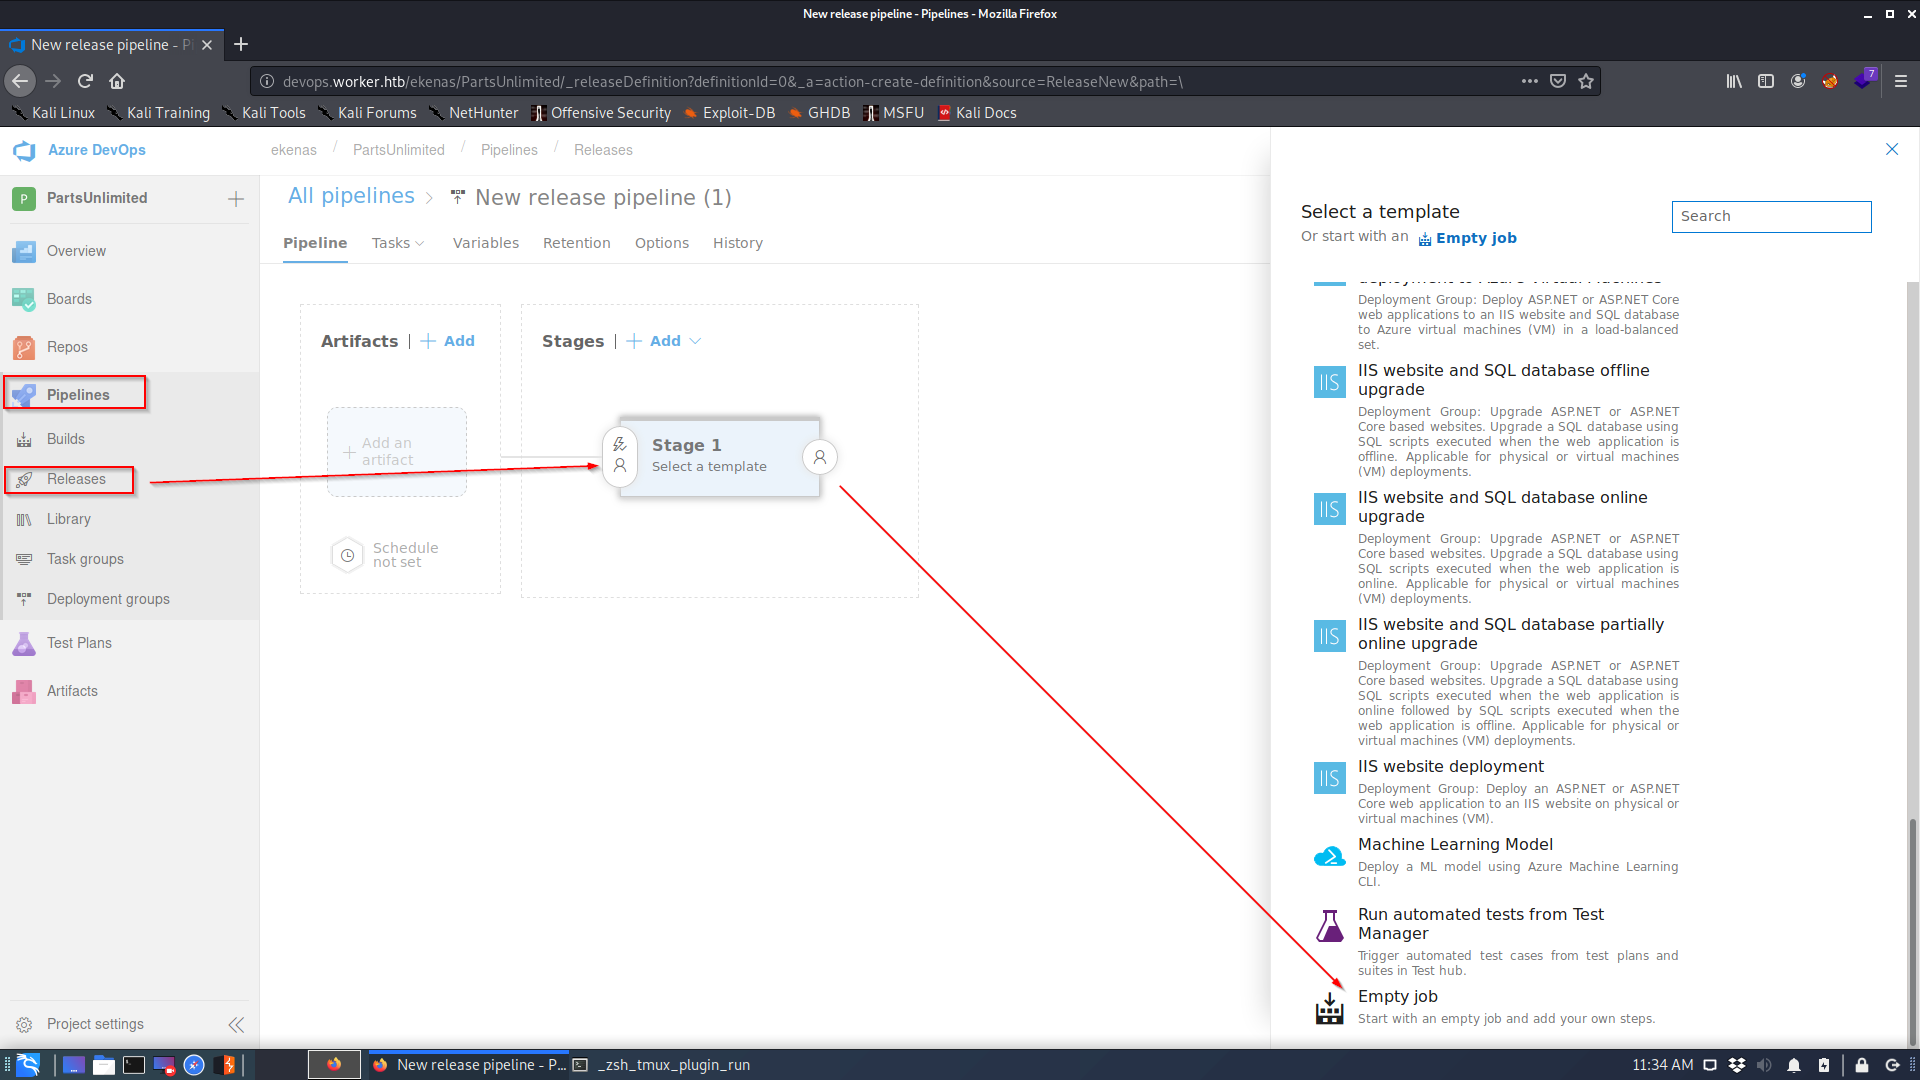 New release pipeline - Pipelines - Mozilla Firefox
New release pipeline - P
devops.worker.htb/ekenas/PartsUnlimited/_releaseDefinition?definitionId=0&_a=action-create-definition&source=ReleaseNew&path=\
7
Kali Linux
Kali Training
Kali Tools
Kali Forums
NetHunter
Offensive Security
Exploit-DB
GHDB
MSFU
Kali Docs
Azure DevOps
ekenas / PartsUnlimited / Pipelines / Releases
P
PartsUnlimited
Overview
Boards
Repos
Pipelines
Builds
Releases
Library
Task groups
Deployment groups
Test Plans
Artifacts
Project settings
All pipelines
New release pipeline (1)
Pipeline
Tasks
Variables
Retention
Options
History
Artifacts | + Add
Add an
artifact
Schedule
not set
Stages | + Add
Stage 1
Select a template
Select a template
Or start with an Empty job
Search
Deployment Group: Deploy ASP.NET or ASP.NET Core
web applications to an IIS website and SQL database
to Azure virtual machines (VM) in a load-balanced
set.
IIS
IIS website and SQL database offline
upgrade
Deployment Group: Upgrade ASP.NET or ASP.NET
Core based websites. Upgrade a SQL database using
SQL scripts executed when the web application is
offline. Applicable for physical or virtual machines
(VM) deployments.
IIS
IIS website and SQL database online
upgrade
Deployment Group: Upgrade ASP.NET or ASP.NET
Core based websites. Upgrade a SQL database using
SQL scripts executed when the web application is
online. Applicable for physical or virtual machines
(VM) deployments.
IIS
IIS website and SQL database partially
online upgrade
Deployment Group: Upgrade ASP.NET or ASP.NET
Core based websites. Upgrade a SQL database using
SQL scripts executed when the web application is
online followed by SQL scripts executed when the
web application is offline. Applicable for physical or
virtual machines (VM) deployments.
IIS
IIS website deployment
Deployment Group: Deploy an ASP.NET or ASP.NET
Core web application to an IIS website on physical or
virtual machines (VM).
Machine Learning Model
Deploy a ML model using Azure Machine Learning
CLI.
Run automated tests from Test
Manager
Trigger automated test cases from test plans and
suites in Test hub.
Empty job
Start with an empty job and add your own steps.
New release pipeline - P...
_zsh_tmux_plugin_run
11:34 AM